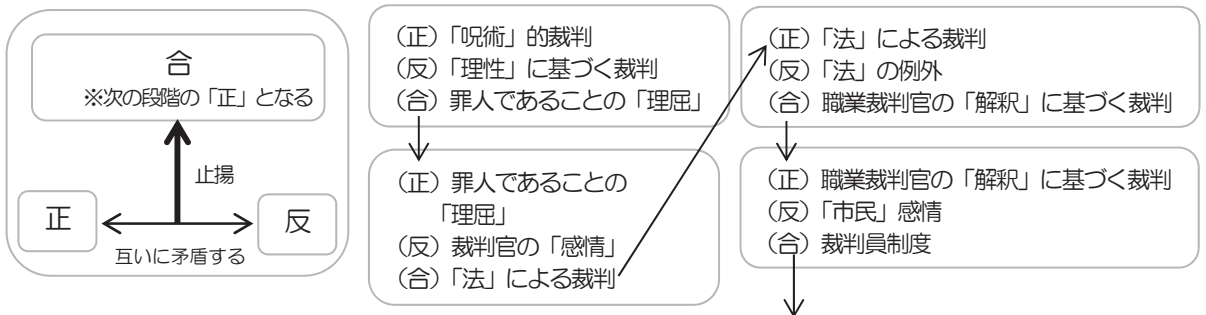 合
※次の段階の「正」となる
止揚
正
反
互いに矛盾する
（正）「呪術」的裁判
（反）「理性」に基づく裁判
（合）罪人であることの「理屈」
（正）罪人であることの
「理屈」
（反）裁判官の「感情」
（合）「法」による裁判
（正）「法」による裁判
（反）「法」の例外
（合）職業裁判官の「解釈」に基づく裁判
（正）職業裁判官の「解釈」に基づく裁判
（反）「市民」感情
（合）裁判員制度